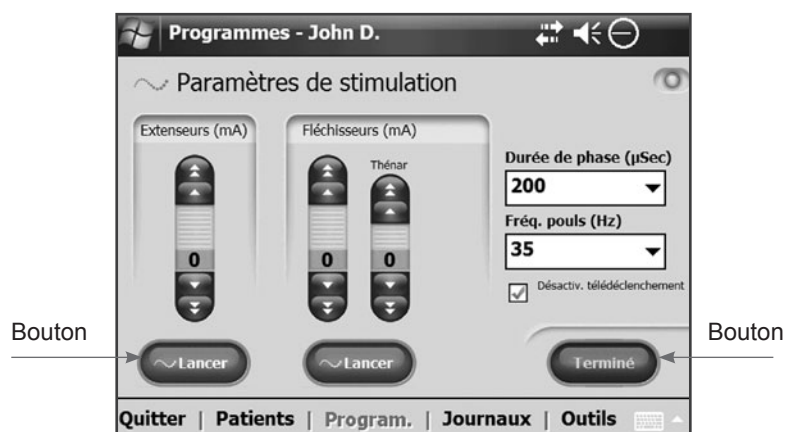 Programmes - John D.
Paramètres de stimulation
Extenseurs (mA)
Fléchisseurs (mA)
Thénar
0
0
0
Durée de phase (µSec)
200
Fréq. pouls (Hz)
35
Désactiv. télédéclenchement
Bouton
Bouton
Lancer
Lancer
Terminé
Quitter | Patients | Program. | Journaux | Outils